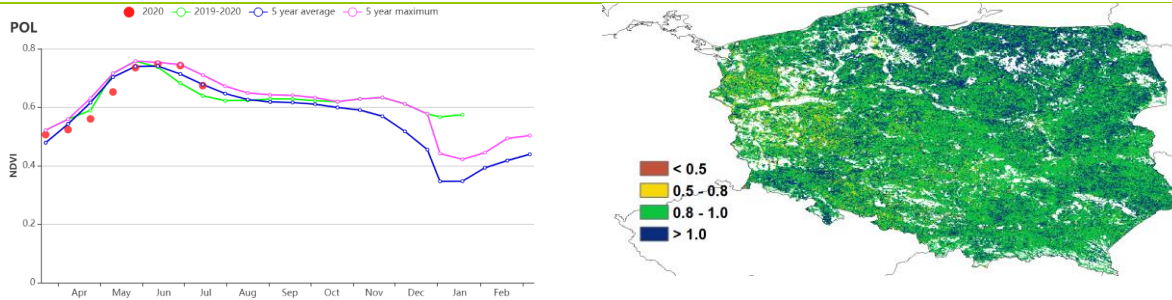 2020 2019-2020 5 year average 5 year maximum
POL
0.8
0.6
0.4
0.2
0
NDVI
Apr May Jun Jul Aug Sep Oct Nov Dec Jan Feb
< 0.5
0.5 - 0.8
0.8 - 1.0
> 1.0